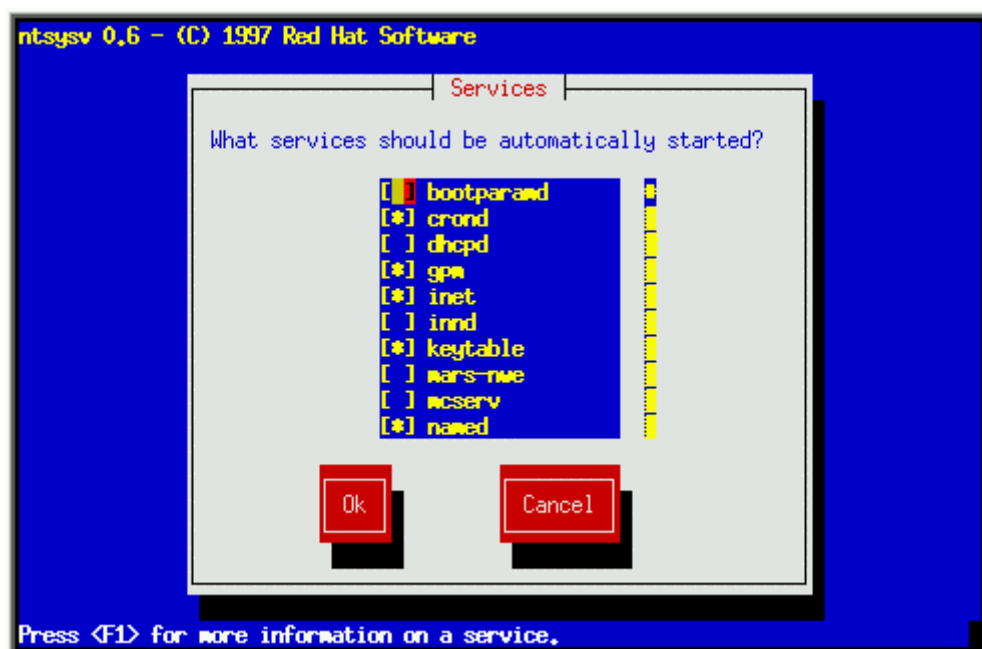 ntsysv 0.6 - (C) 1997 Red Hat Software
Services
What services should be automatically started?
[ ] bootparamd
[*] crond
[ ] dhcpd
[*] gpm
[*] inet
[ ] innd
[*] keytable
[ ] mars-nwe
[ ] mcserv
[*] named
Ok Cancel
Press <F1> for more information on a service.